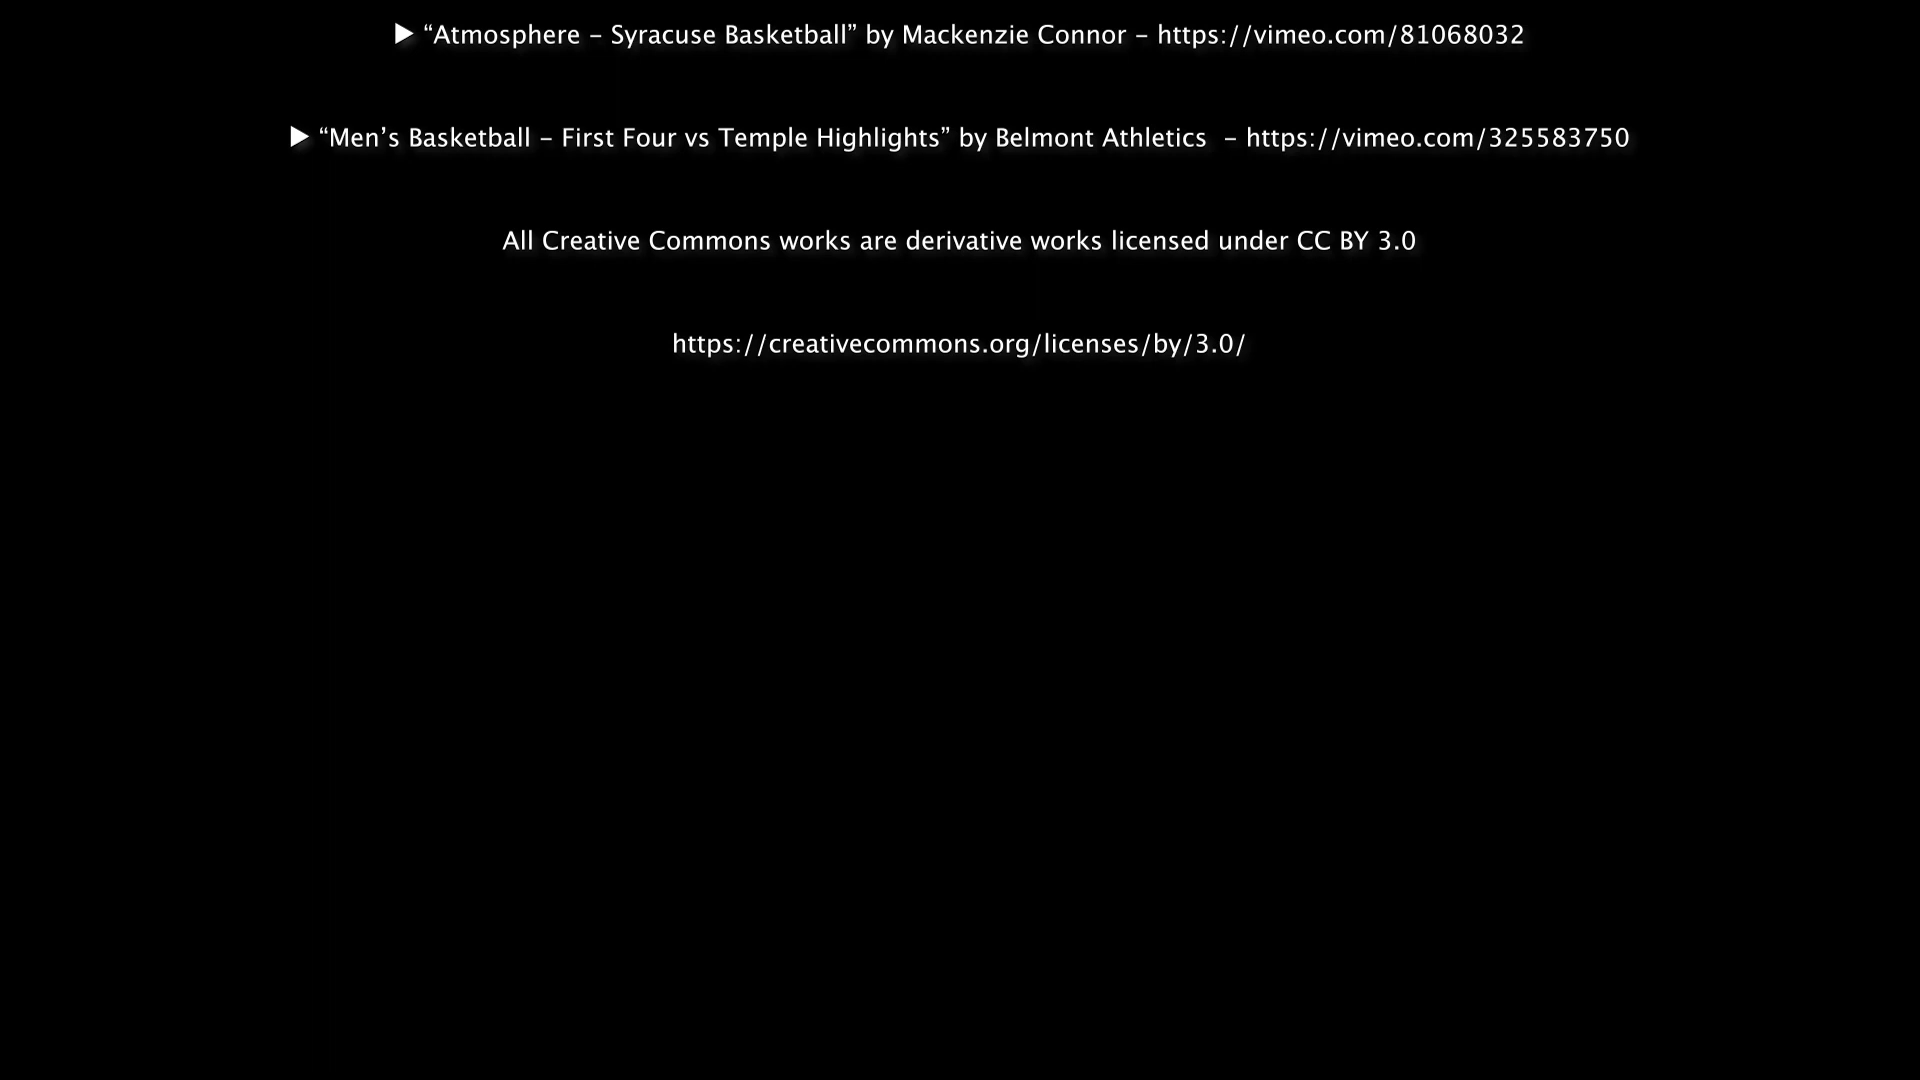 ▶ “Atmosphere – Syracuse Basketball” by Mackenzie Connor – https://vimeo.com/81068032
▶ “Men’s Basketball – First Four vs Temple Highlights” by Belmont Athletics  – https://vimeo.com/325583750
All Creative Commons works are derivative works licensed under CC BY 3.0
https://creativecommons.org/licenses/by/3.0/